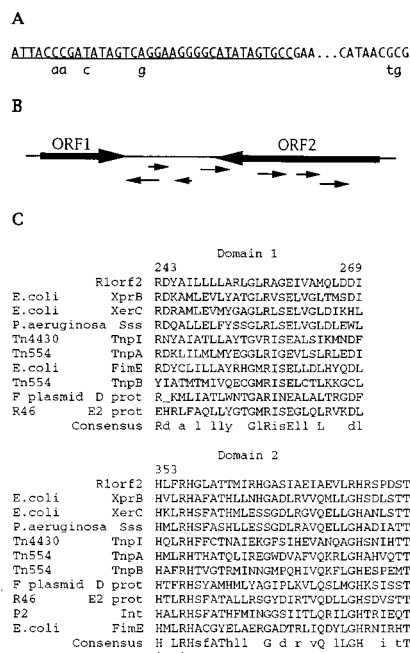 A
ATTACCCGATATAGTCAGGAAGGGGCATATAGTGCCGAA...CATAACGCG
aa c g tg
B
ORF1 ORF2
C
Domain 1
243 269
R1orf2 RDYAILLLLARLGLRAGEIVAMQLDDI
E.coli XprB RDKAMLEVLYATGLRVSELVGLTMSDI
E.coli XerC RDRAMLEVMYGAGLRLSELVGLDIKHL
P.aeruginosa Sss RDQALLELFYSSGLRLSELVGLDLEWL
Tn4430 TnpI RNYAIATLLAYTGVRISEALSIKMNDF
Tn554 TnpA RDKLILMLMYEGGLRIGEVLSLRLEDI
E.coli FimE RDYCLILLAYRHGMRISELLDLHYQDL
Tn554 TnpB YIATMTMIVQECGMRISELCTLKKGCL
F plasmid D prot R_KMLIATLWNTGARINEALALTRGDF
R46 E2 prot EHRLFAQLLYGTGMRISEGLQLRVKDL
Consensus Rd a l lly GlRisEll L dl
Domain 2
353
R1orf2 HLFRHGLATTMIRHGASIAEIAEVLRHRSPDST
E.coli XprB HVLRHAFATHLLNHGADLRVVQMLLGHSDLSTT
E.coli XerC HKLRHSFATHMLESSGDLRGVQELLGHANLSTT
P.aeruginosa Sss HMLRHSFASHLLESSGDLRAVQELLGHADIATT
Tn4430 TnpI HQLRHFFCTNAIEKGFSIHEVANQAGHSNIHTT
Tn554 TnpA HMLRHTHATQLIREGWDVAFVQKRLGHAHVQTT
Tn554 TnpB HAFRHTVGTRMINNGMPQHIVQKFLGHESPEMT
F plasmid D prot HTFRHSYAMHMLYAGIPLKVLQSLMGHKSISST
R46 E2 prot HTLRHSFATALLRSGYDIRTVQDLLGHSDVSTT
P2 Int HALRHSFATHFMINGGSIITLQRILGHTRIEQT
E.coli FimE HMLRHACGYELAERGADTRLIQDYLGHRNIRHT
Consensus H LRHsfAThll G d r vQ lLGH i tT